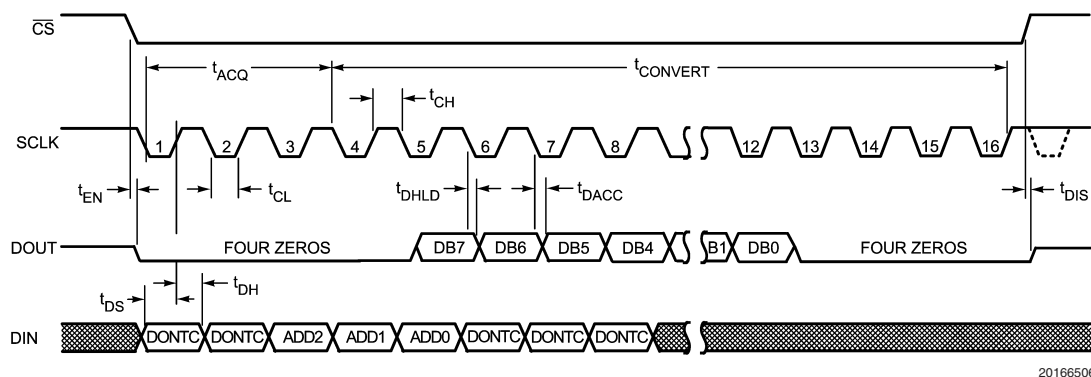 CS
tACQ
tCONVERT
tCH
SCLK
1 2 3 4 5 6 7 8 12 13 14 15 16
tEN
tCL
tDHLD
tDACC
tDIS
DOUT
FOUR ZEROS DB7 DB6 DB5 DB4 B1 DB0 FOUR ZEROS
tDS
tDH
DIN
DONTC DONTC ADD2 ADD1 ADD0 DONTC DONTC DONTC
20166506